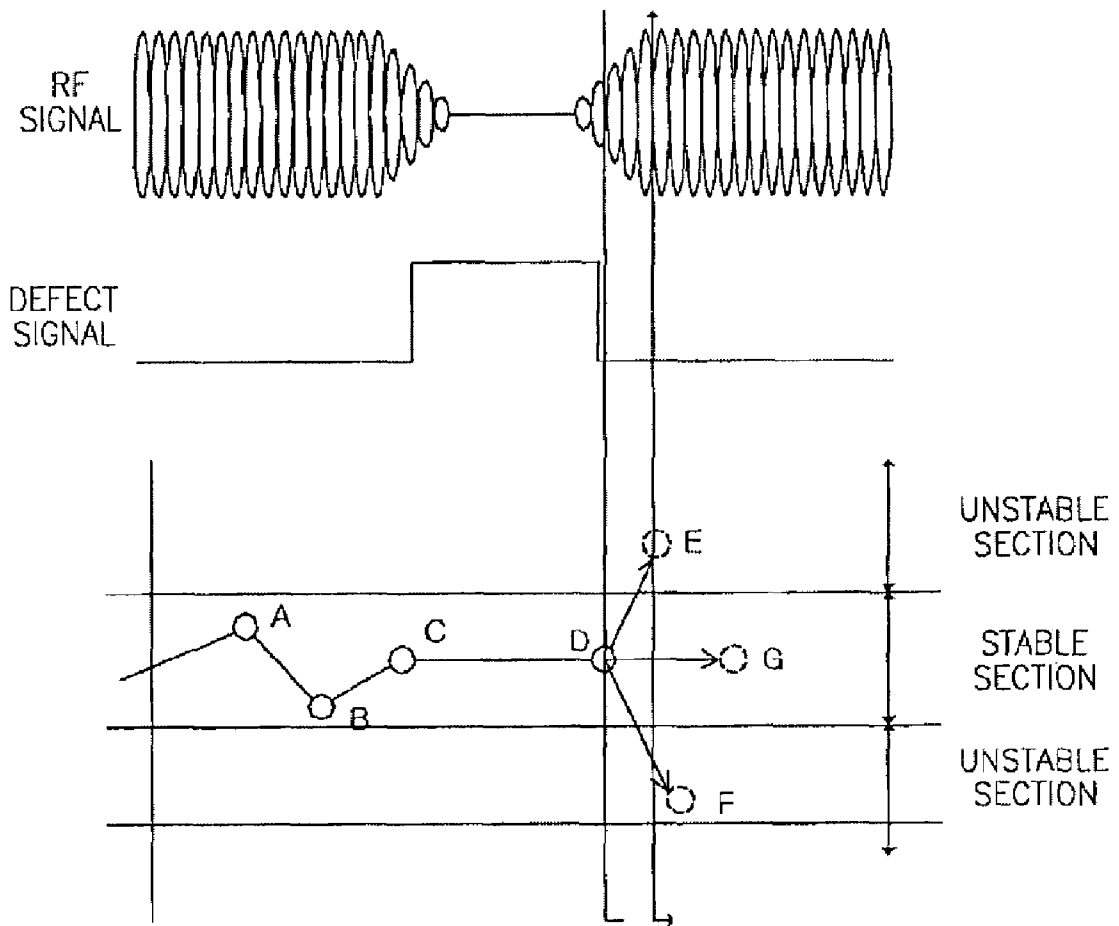 RF
SIGNAL
DEFECT
SIGNAL
UNSTABLE
SECTION
E
A
C
D
G
STABLE
SECTION
B
UNSTABLE
SECTION
F